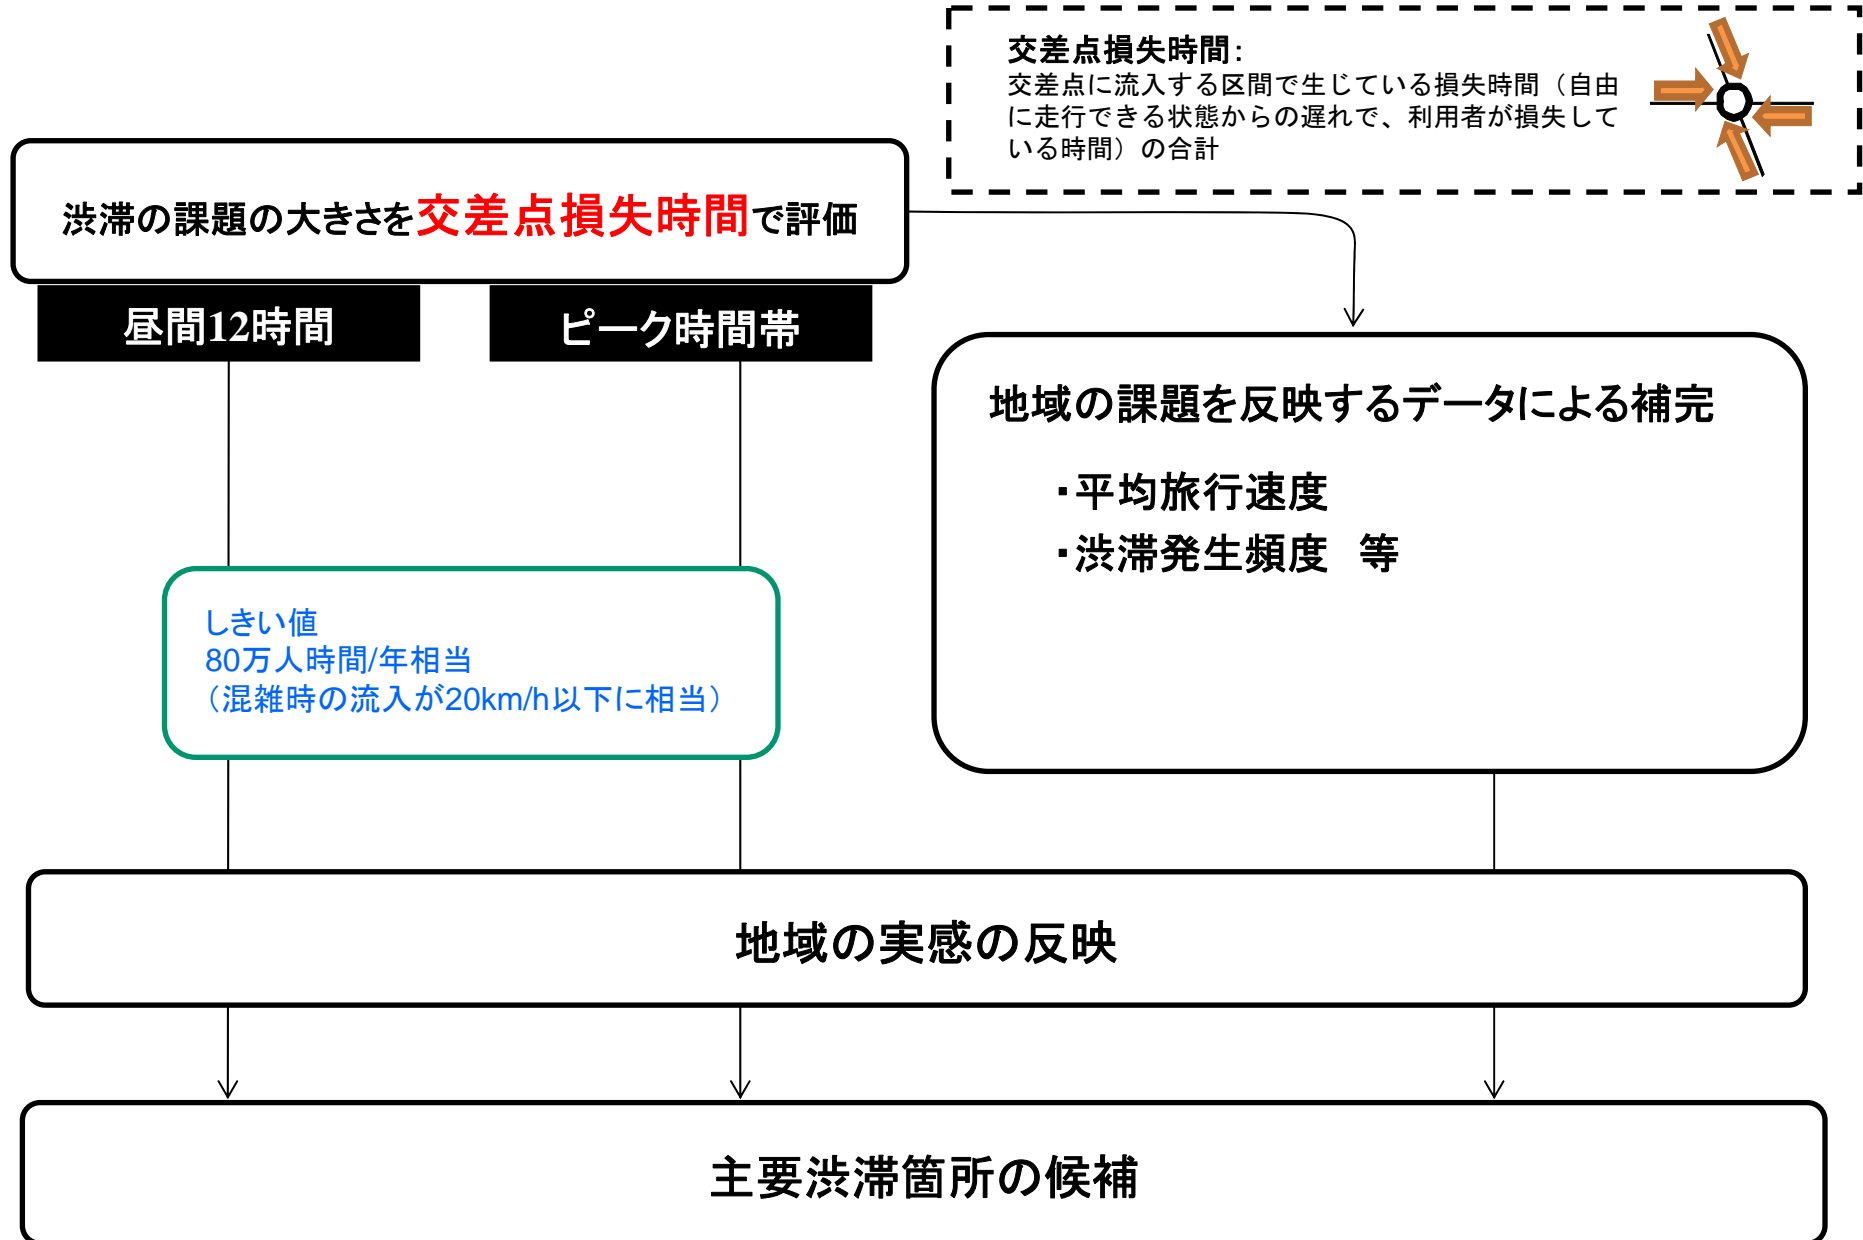 交差点損失時間：
交差点に流入する区間で生じている損失時間（自由
に走行できる状態からの遅れで、利用者が損失して
いる時間）の合計
渋滞の課題の大きさを交差点損失時間で評価
昼間12時間
ピーク時間帯
地域の課題を反映するデータによる補完
・平均旅行速度
・渋滞発生頻度　等
しきい値
80万人時間/年相当
（混雑時の流入が20km/h以下に相当）
地域の実感の反映
主要渋滞箇所の候補